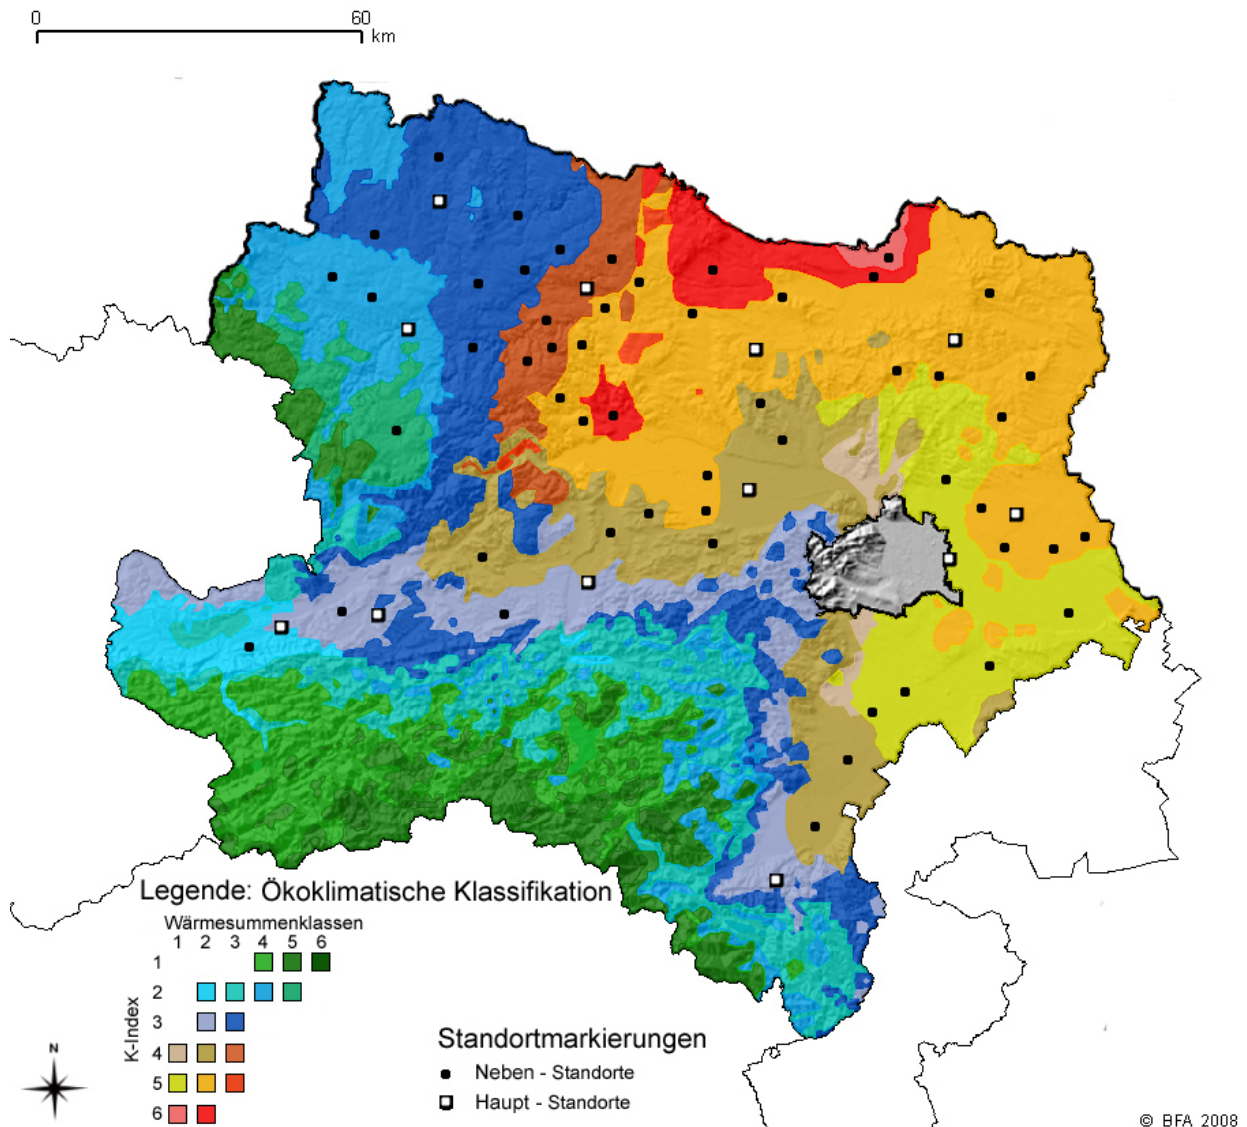 0 60
km
Legende: Ökoklimatische Klassifikation
Wärmesummenklassen
1 2 3 4 5 6
K-Index
1
2
3
4
5
6
N
Standortmarkierungen
Neben - Standorte
Haupt - Standorte
© BFA 2008